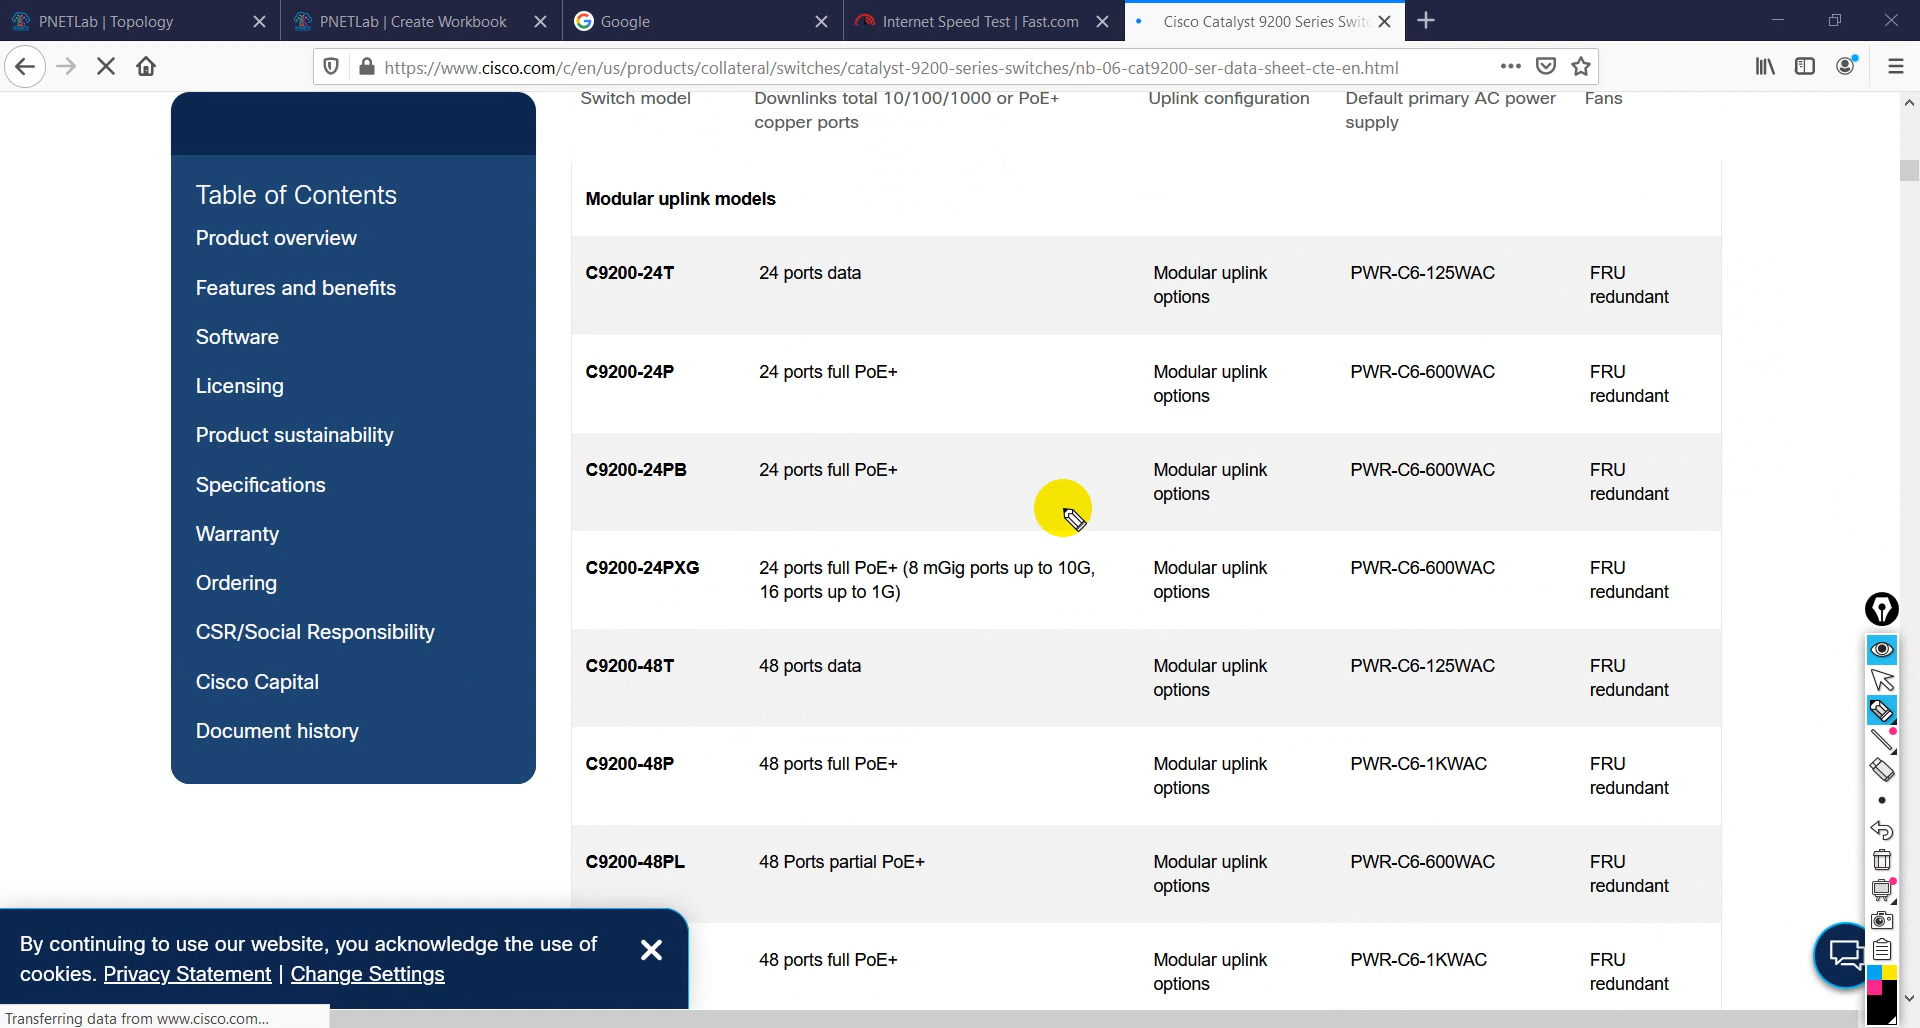 PNETLab | Topology
PNETLab | Create Workbook
Google
Internet Speed Test | Fast.com
Cisco Catalyst 9200 Series Swit
https://www.cisco.com/c/en/us/products/collateral/switches/catalyst-9200-series-switches/nb-06-cat9200-ser-data-sheet-cte-en.html
Table of Contents
Product overview
Features and benefits
Software
Licensing
Product sustainability
Specifications
Warranty
Ordering
CSR/Social Responsibility
Cisco Capital
Document history
Switch model Downlinks total 10/100/1000 or PoE+ Uplink configuration Default primary AC power Fans
copper ports supply
Modular uplink models
C9200-24T 24 ports data Modular uplink PWR-C6-125WAC FRU
options redundant
C9200-24P 24 ports full PoE+ Modular uplink PWR-C6-600WAC FRU
options redundant
C9200-24PB 24 ports full PoE+ Modular uplink PWR-C6-600WAC FRU
options redundant
C9200-24PXG 24 ports full PoE+ (8 mGig ports up to 10G, Modular uplink PWR-C6-600WAC FRU
16 ports up to 1G) options redundant
C9200-48T 48 ports data Modular uplink PWR-C6-125WAC FRU
options redundant
C9200-48P 48 ports full PoE+ Modular uplink PWR-C6-1KWAC FRU
options redundant
C9200-48PL 48 Ports partial PoE+ Modular uplink PWR-C6-600WAC FRU
options redundant
48 ports full PoE+ Modular uplink PWR-C6-1KWAC FRU
options redundant
By continuing to use our website, you acknowledge the use of
cookies. Privacy Statement | Change Settings
Transferring data from www.cisco.com...